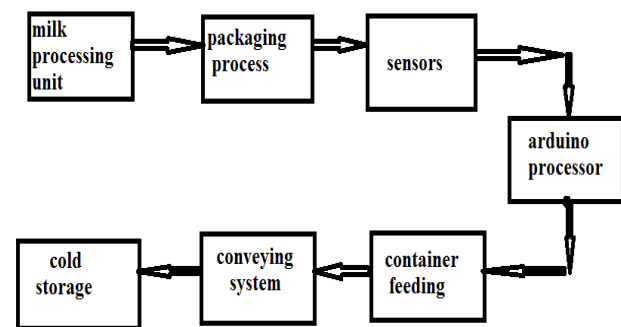 milk
processing
unit
packaging
process
sensors
arduino
processor
container
feeding
conveying
system
cold
storage